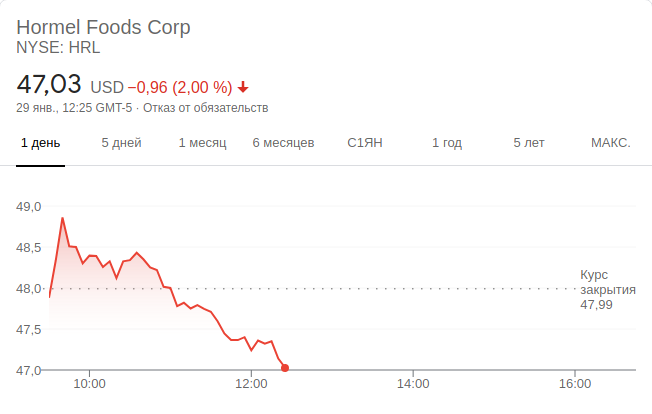 Hormel Foods Corp
NYSE: HRL
47,03 USD −0,96 (2,00 %)
29 янв., 12:25 GMT-5 · Отказ от обязательств
1 день 5 дней 1 месяц 6 месяцев С1ЯН 1 год 5 лет МАКС.
49,0
48,5
48,0
47,5
47,0
Курс
закрытия
47,99
10:00 12:00 14:00 16:00